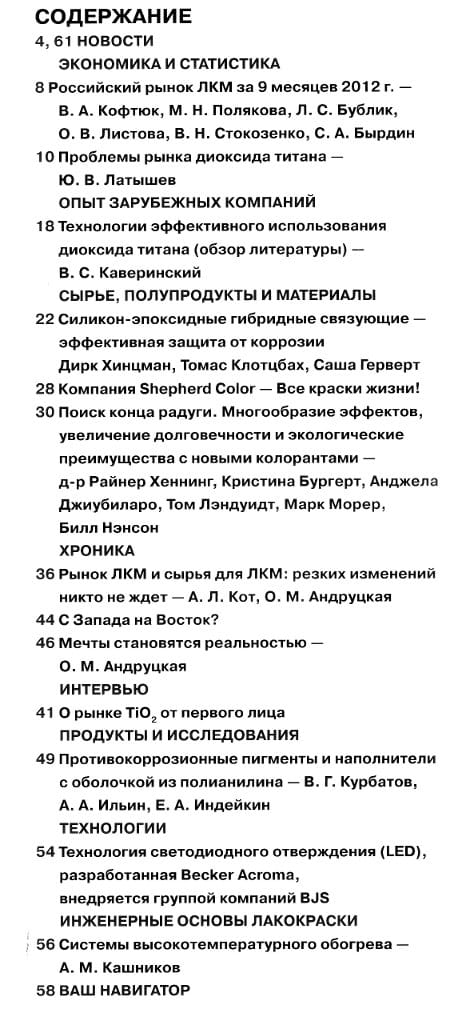 СОДЕРЖАНИЕ
4, 61 НОВОСТИ
ЭКОНОМИКА И СТАТИСТИКА
8 Российский рынок ЛКМ за 9 месяцев 2012 г. —
В. А. Кофтюк, М. Н. Полякова, Л. С. Бублик,
О. В. Листова, В. Н. Стокозенко, С. А. Бырдин
10 Проблемы рынка диоксида титана —
Ю. В. Латышев
ОПЫТ ЗАРУБЕЖНЫХ КОМПАНИЙ
18 Технологии эффективного использования
диоксида титана (обзор литературы) —
В. С. Каверинский
СЫРЬЕ, ПОЛУПРОДУКТЫ И МАТЕРИАЛЫ
22 Силикон-эпоксидные гибридные связующие —
эффективная защита от коррозии
Дирк Хинцман, Томас Клотцбах, Саша Герверт
28 Компания Shepherd Color — Все краски жизни!
30 Поиск конца радуги. Многообразие эффектов,
увеличение долговечности и экологические
преимущества с новыми колорантами —
д-р Райнер Хеннинг, Кристина Бургерт, Анджела
Джиубиларо, Том Лэндуидт, Марк Морер,
Билл Нэнсон
ХРОНИКА
36 Рынок ЛКМ и сырья для ЛКМ: резких изменений
никто не ждет — А. Л. Кот, О. М. Андруцкая
44 С Запада на Восток?
46 Мечты становятся реальностью —
О. М. Андруцкая
ИНТЕРВЬЮ
41 О рынке TiO₂ от первого лица
ПРОДУКТЫ И ИССЛЕДОВАНИЯ
49 Противокоррозионные пигменты и наполнители
с оболочкой из полианилина — В. Г. Курбатов,
А. А. Ильин, Е. А. Индейкин
ТЕХНОЛОГИИ
54 Технология светодиодного отверждения (LED),
разработанная Becker Acroma,
внедряется группой компаний BJS
ИНЖЕНЕРНЫЕ ОСНОВЫ ЛАКОКРАСКИ
56 Системы высокотемпературного обогрева —
А. М. Кашников
58 ВАШ НАВИГАТОР